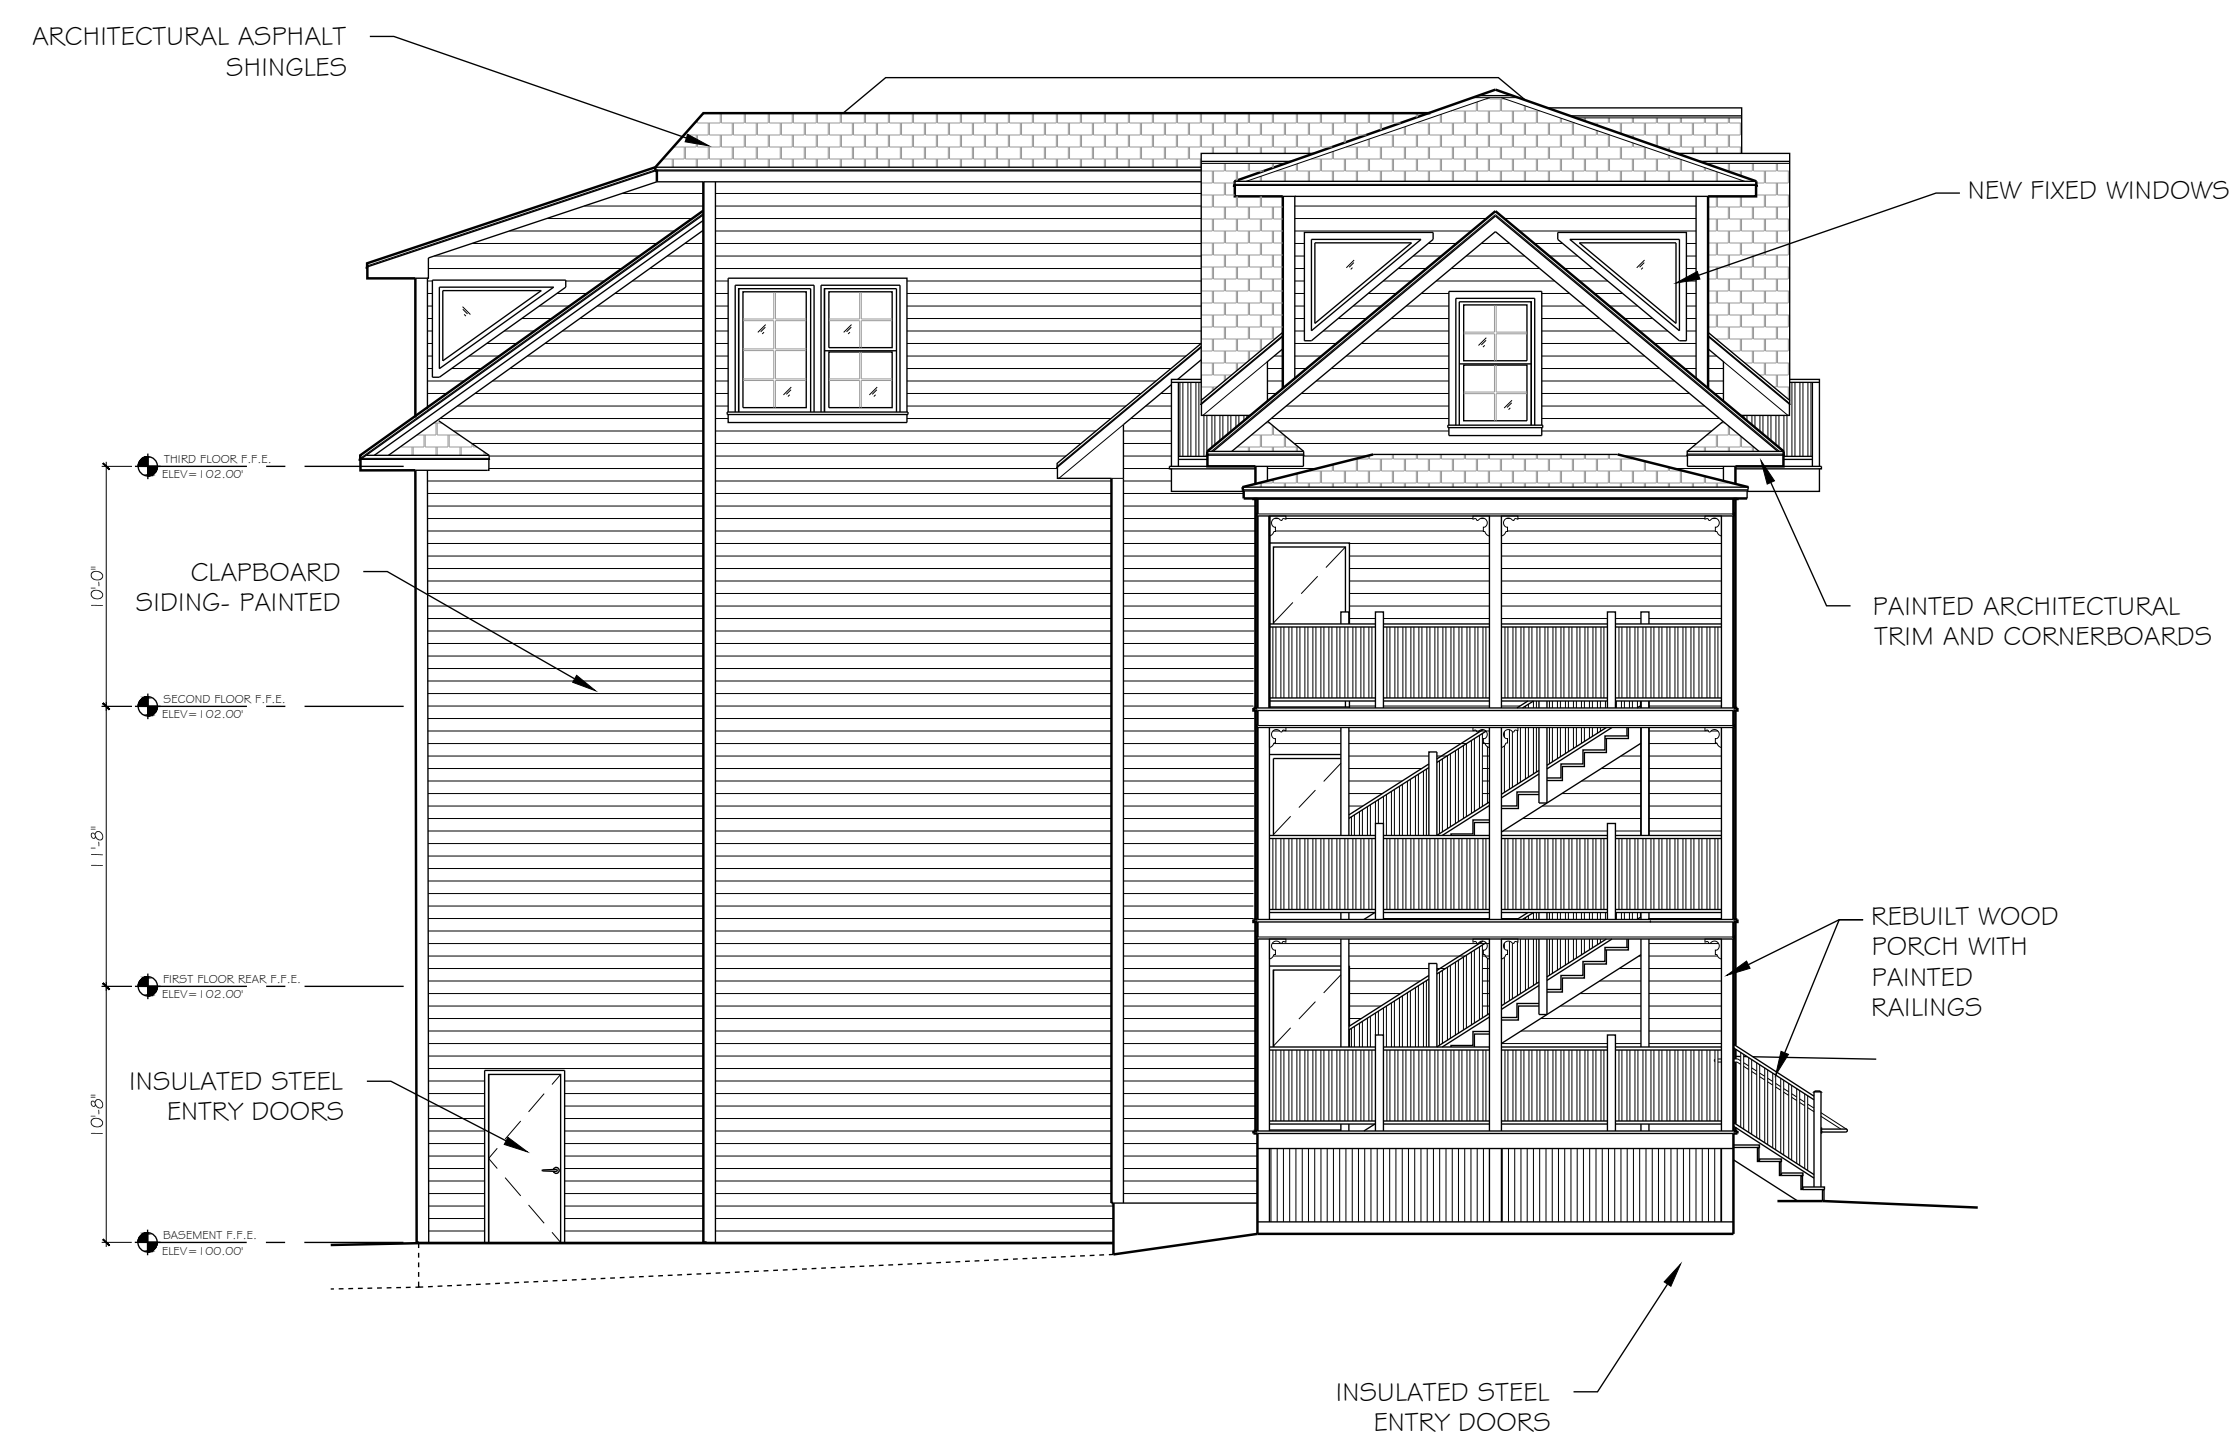 ARCHITECTURAL ASPHALT
SHINGLES
NEW FIXED WINDOWS
THIRD FLOOR F.F.E.
ELEV=102.00'
10'-0"
CLAPBOARD
SIDING- PAINTED
PAINTED ARCHITECTURAL
TRIM AND CORNERBOARDS
SECOND FLOOR F.F.E.
ELEV=102.00'
11'-8"
REBUILT WOOD
PORCH WITH
PAINTED
RAILINGS
FIRST FLOOR REAR F.F.E.
ELEV=102.00'
INSULATED STEEL
ENTRY DOORS
10'-8"
BASEMENT F.F.E.
ELEV=100.00'
INSULATED STEEL
ENTRY DOORS